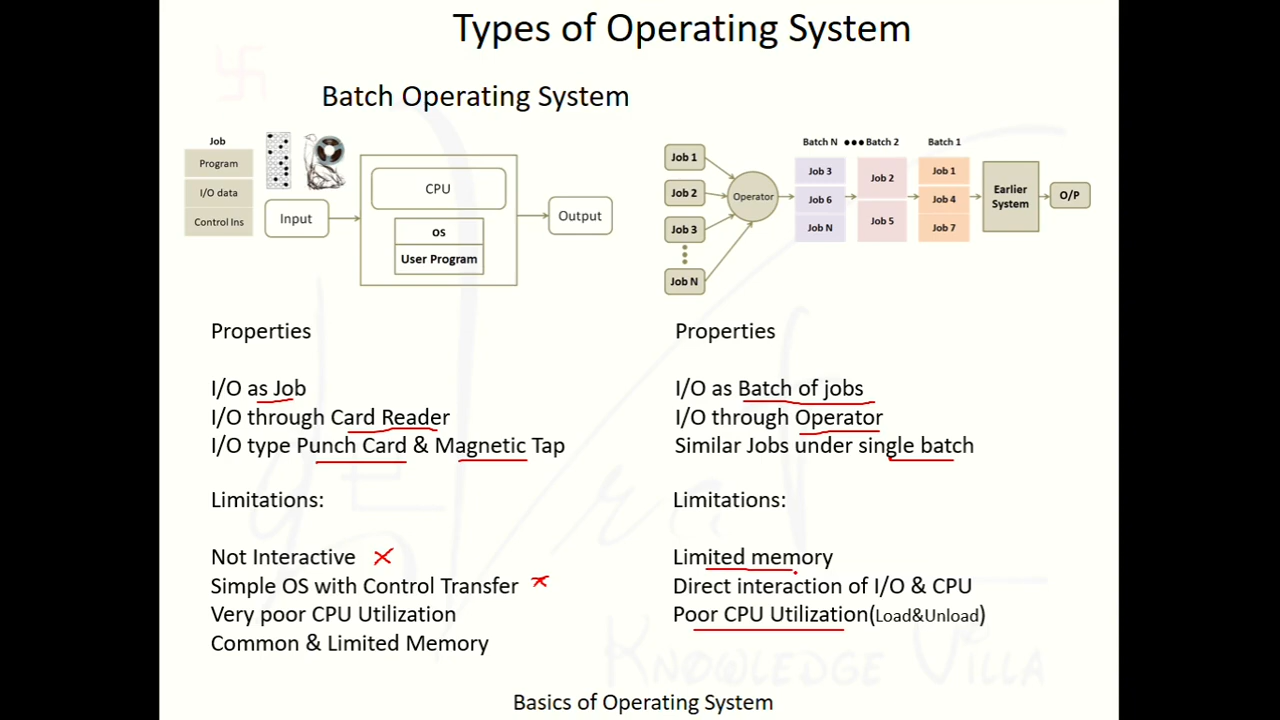 Types of Operating System
Batch Operating System
Job
Program
I/O data
Control Ins
Input
CPU
os
User Program
Output
Job 1
Job 2
Job 3
Job N
Operator
Batch N ●●● Batch 2 Batch 1
Job 3
Job 6
Job N
Job 2
Job 5
Job 1
Job 4
Job 7
Earlier
System
O/P
Properties
I/O as Job
I/O through Card Reader
I/O type Punch Card & Magnetic Tap
Limitations:
Not Interactive
Simple OS with Control Transfer
Very poor CPU Utilization
Common & Limited Memory
Properties
I/O as Batch of jobs
I/O through Operator
Similar Jobs under single batch
Limitations:
Limited memory
Direct interaction of I/O & CPU
Poor CPU Utilization(Load&Unload)
Knowledge Villa
Basics of Operating System